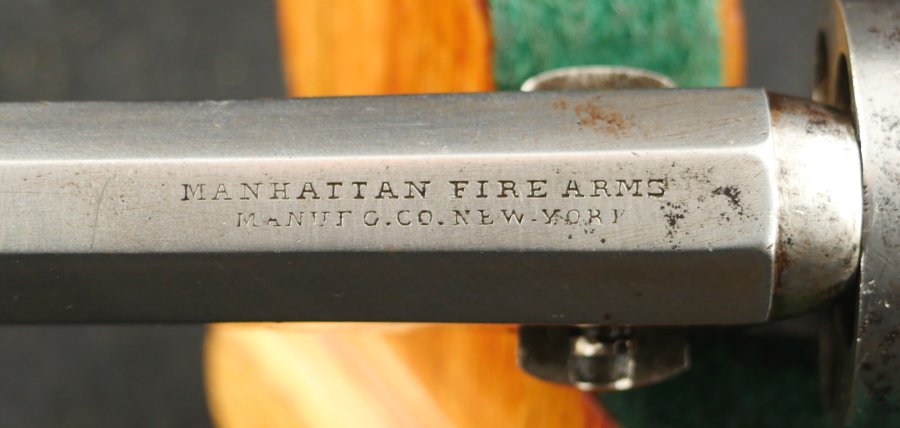 MANHATTAN FIRE ARMS
MANUF G.CO. NEW-YORK